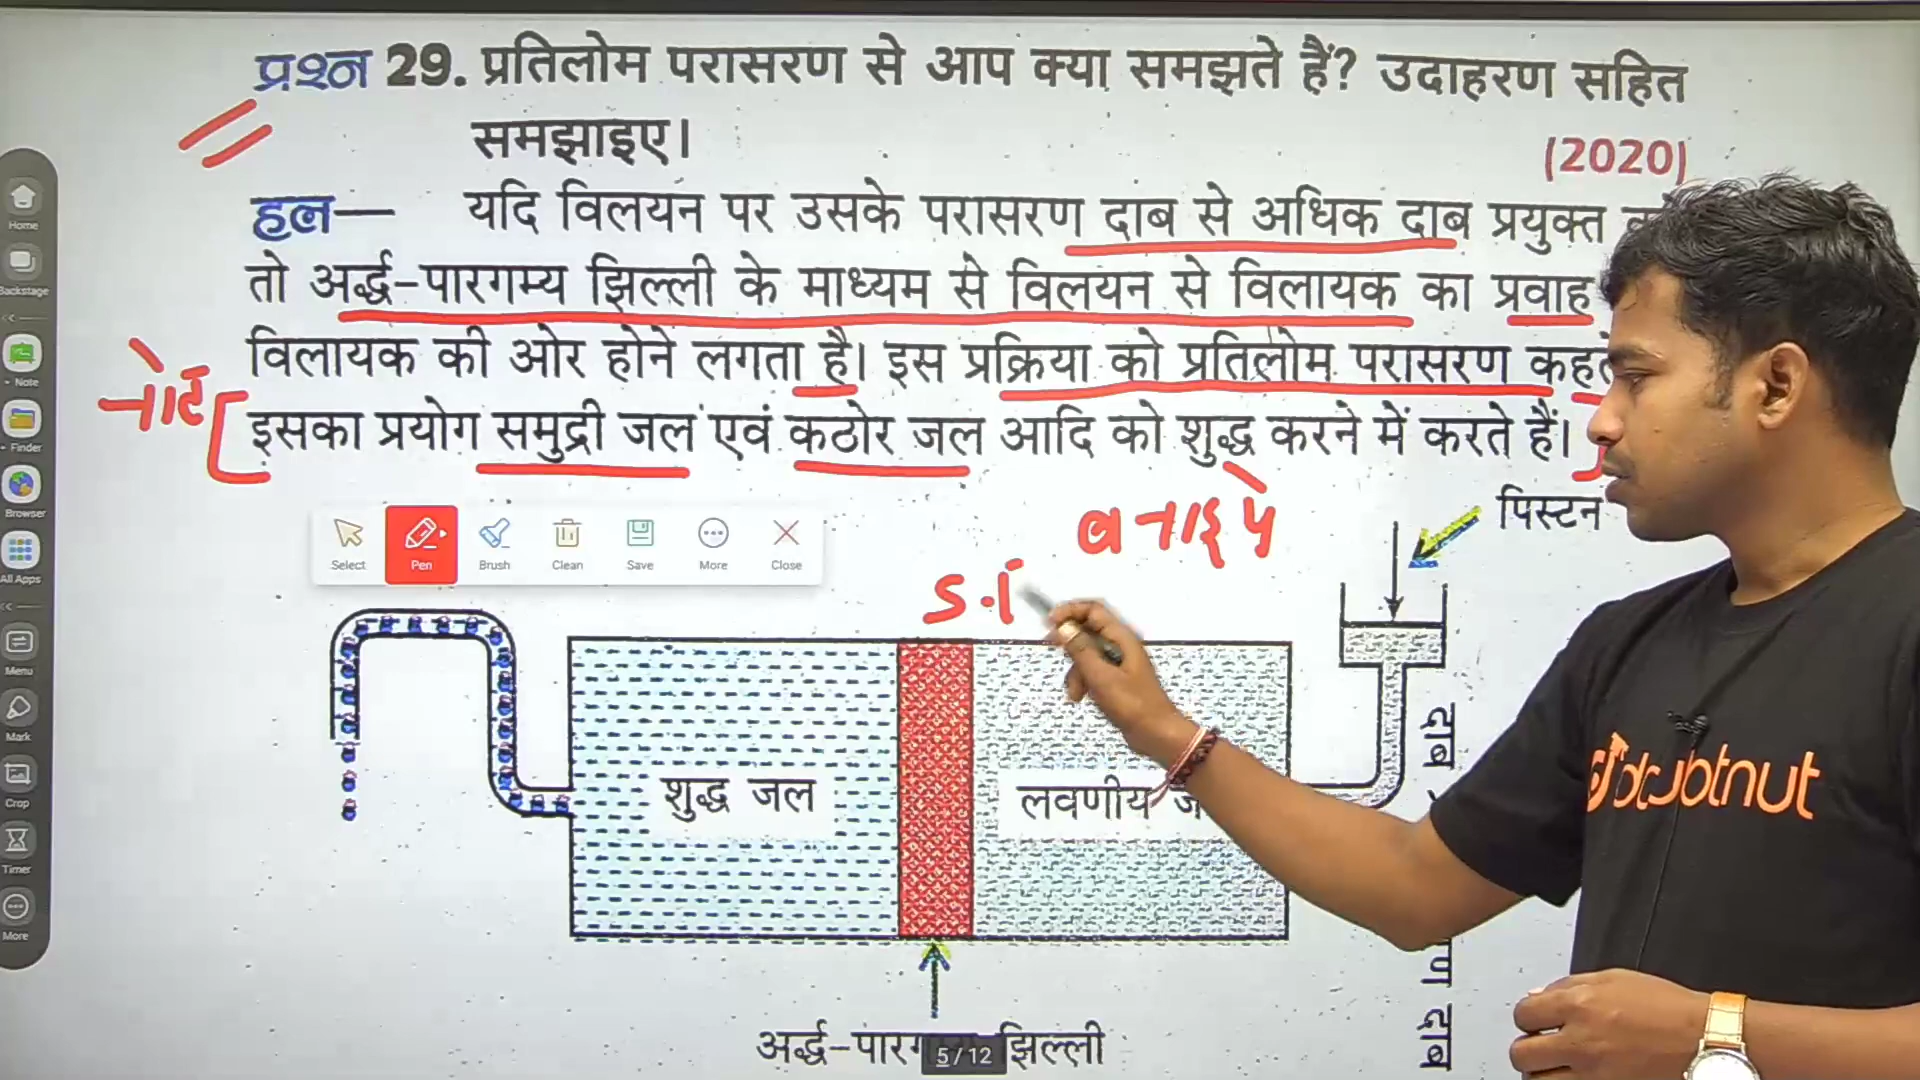 प्रश्न 29. प्रतिलोम परासरण से आप क्या समझते हैं? उदाहरण सहित
समझाइए।
(2020)
हल— यदि विलयन पर उसके परासरण दाब से अधिक दाब प्रयुक्त
तो अर्द्ध-पारगम्य झिल्ली के माध्यम से विलयन से विलायक का प्रवाह
विलायक की ओर होने लगता है। इस प्रक्रिया को प्रतिलोम परासरण
नोट
इसका प्रयोग समुद्री जल एवं कठोर जल आदि को शुद्ध करने में करते हैं।
पिस्टन
Select Pen Brush Clean Save More Close
S.
शुद्ध जल
लवणीय
दाब
दाब
झिल्ली
5/12
doubtnut
Home
Backstage
Note
Finder
Browser
All Apps
Menu
Mark
Crop
Timer
More